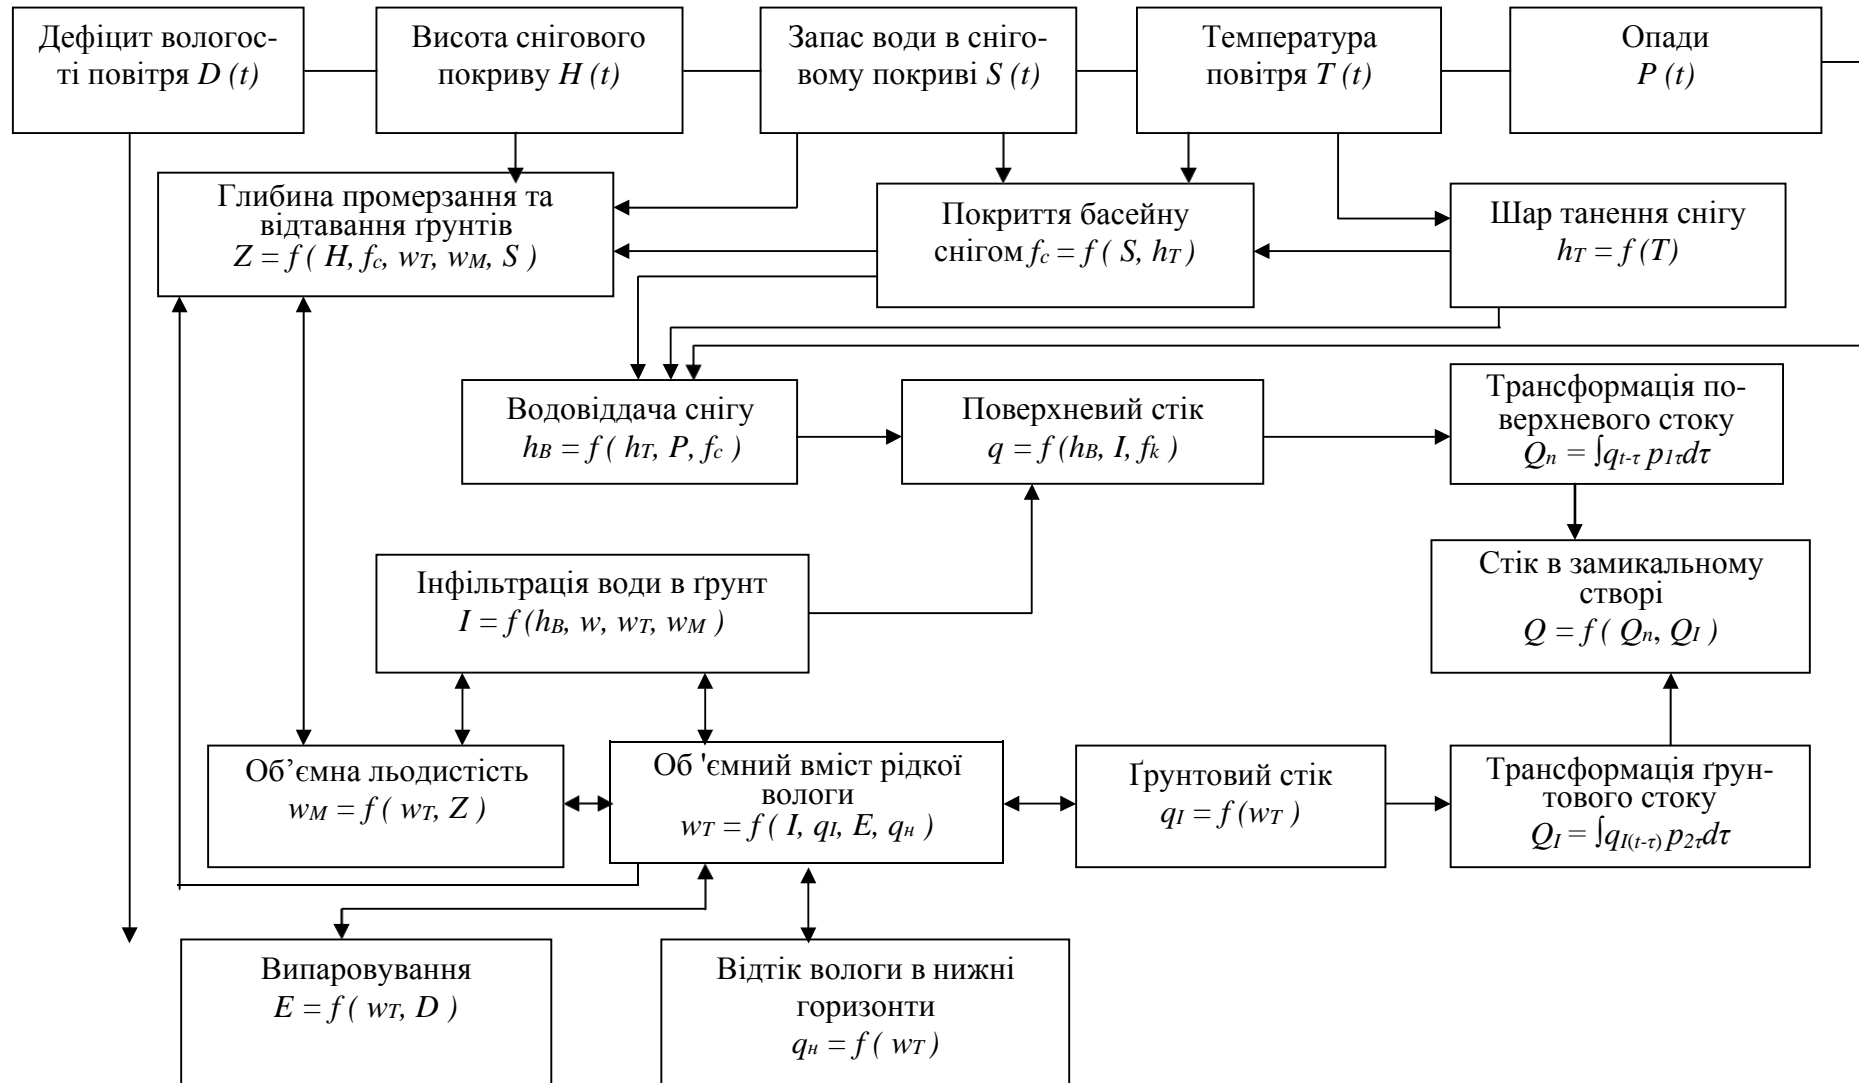 Дефіцит вологос-
ті повітря D (t)
Висота снігового
покриву H (t)
Запас води в сніго-
вому покриві S (t)
Температура
повітря T (t)
Опади
P (t)
Глибина промерзання та
відтавання ґрунтів
Z = f ( H, fc, wT, wM, S )
Покриття басейну
снігом fc = f ( S, hT )
Шар танення снігу
hT = f (T)
Водовіддача снігу
hB = f ( hT, P, fc )
Поверхневий стік
q = f (hB, I, fk )
Трансформація по-
верхневого стоку
Qn = ∫qt-τ p1τdτ
Інфільтрація води в ґрунт
I = f (hB, w, wT, wM )
Стік в замикальному
створі
Q = f ( Qn, QI )
Об’ємна льодистість
wM = f ( wT, Z )
Об 'ємний вміст рідкої
вологи
wT = f ( I, qI, E, qн )
Ґрунтовий стік
qI = f (wT )
Трансформація ґрун-
тового стоку
QI = ∫qI(t-τ) p2τdτ
Випаровування
E = f ( wT, D )
Відтік вологи в нижні
горизонти
qн = f ( wT)